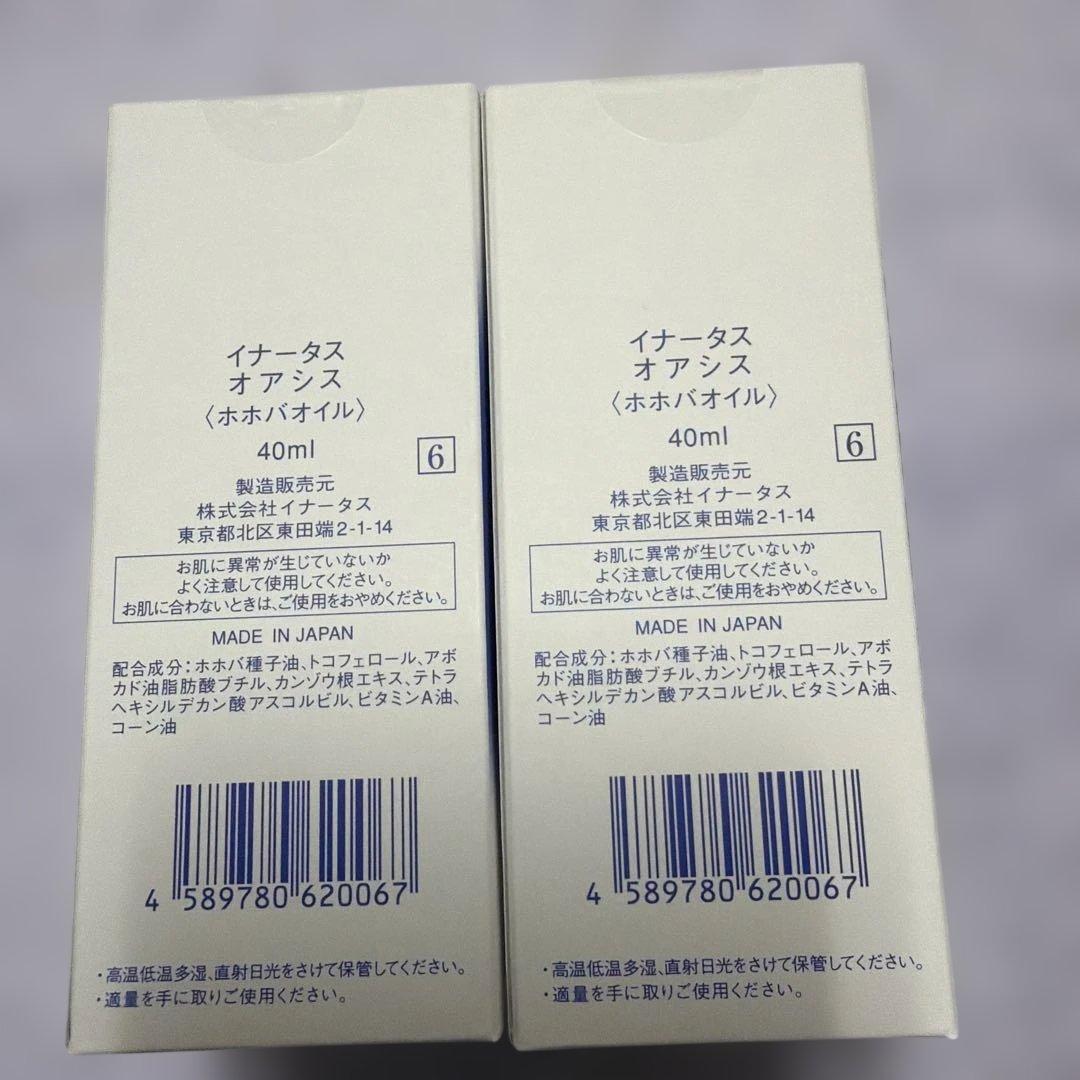 イナータス
オアシス
〈ホホバオイル〉
40ml
6
製造販売元
株式会社イナータス
東京都北区東田端2-1-14
お肌に異常が生じていないか
よく注意して使用してください。
お肌に合わないときは、ご使用をおやめください。
MADE IN JAPAN
配合成分：ホホバ種子油、トコフェロール、アボ
カド油脂肪酸ブチル、カンゾウ根エキス、テトラ
ヘキシルデカン酸アスコルビル、ビタミンA油、
コーン油
4 589780 620067
・高温低温多湿、直射日光をさけて保管してください。
・適量を手に取りご使用ください。
イナータス
オアシス
〈ホホバオイル〉
40ml
6
製造販売元
株式会社イナータス
東京都北区東田端2-1-14
お肌に異常が生じていないか
よく注意して使用してください。
お肌に合わないときは、ご使用をおやめください。
MADE IN JAPAN
配合成分：ホホバ種子油、トコフェロール、アボ
カド油脂肪酸ブチル、カンゾウ根エキス、テトラ
ヘキシルデカン酸アスコルビル、ビタミンA油、
コーン油
4 589780 620067
・高温低温多湿、直射日光をさけて保管してください。
・適量を手に取りご使用ください。